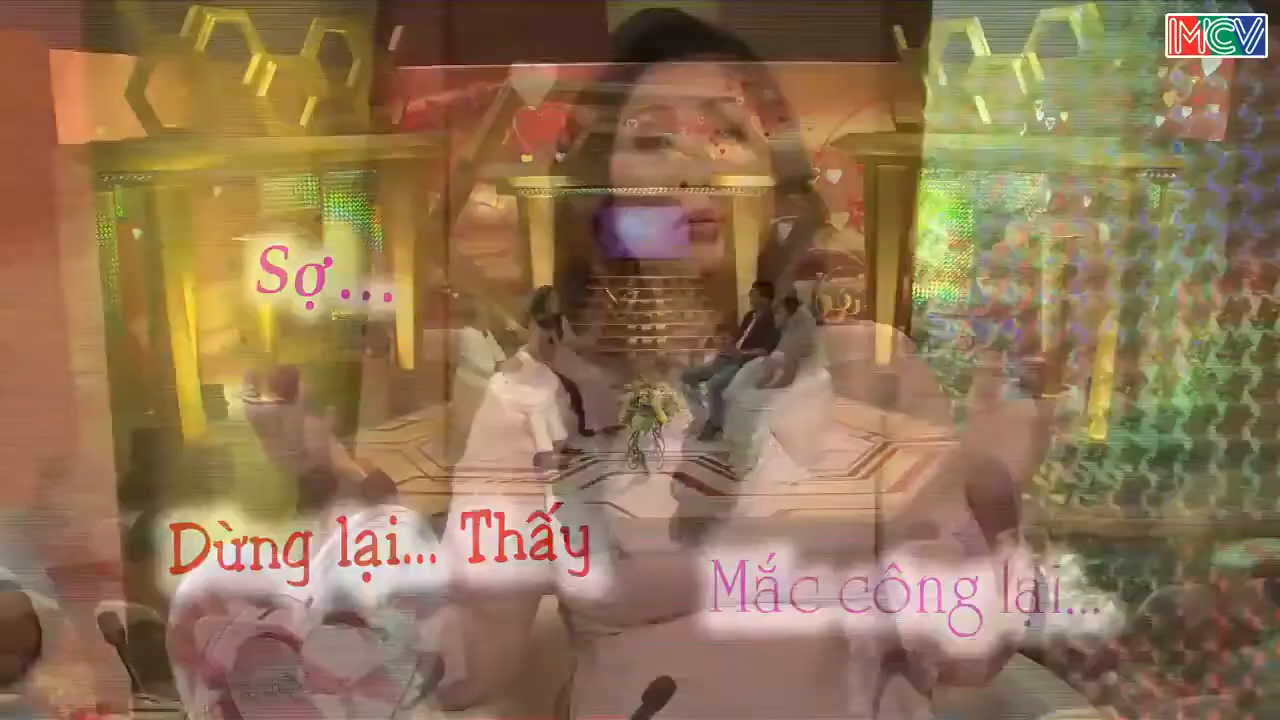 MCV
Sợ...
Dừng lại... Thấy
Mắc công lại...